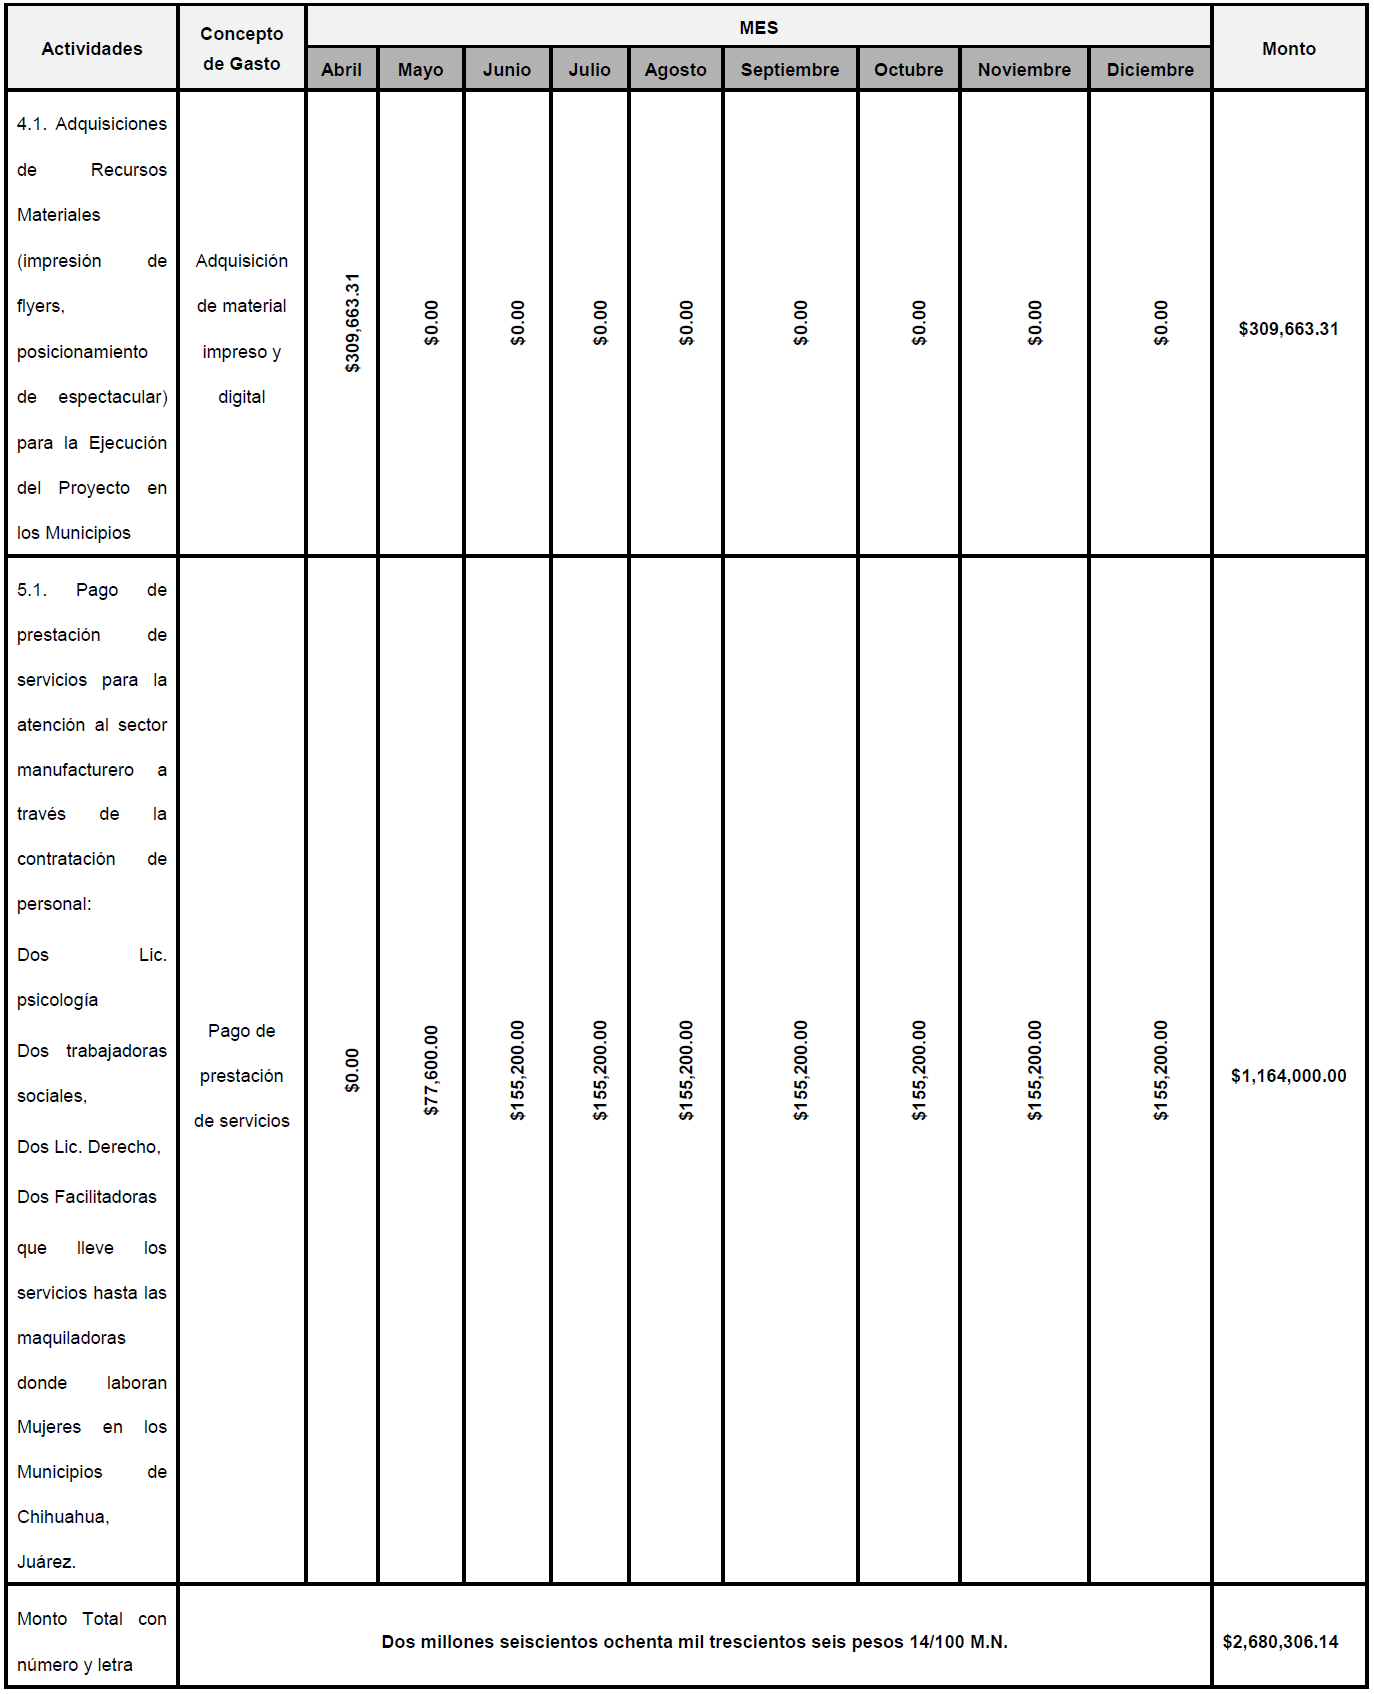 Actividades
Concepto
de Gasto
MES
Monto
Abril
Mayo
Junio
Julio
Agosto
Septiembre
Octubre
Noviembre
Diciembre
4.1. Adquisiciones
de Recursos
Materiales
(impresión de
flyers,
posicionamiento
de espectacular)
para la Ejecución
del Proyecto en
los Municipios
Adquisición
de material
impreso y
digital
$309,663.31
$0.00
$0.00
$0.00
$0.00
$0.00
$0.00
$0.00
$0.00
$309,663.31
5.1. Pago de
prestación de
servicios para la
atención al sector
manufacturero a
través de la
contratación de
personal:
Dos Lic.
psicología
Dos trabajadoras
sociales,
Dos Lic. Derecho,
Dos Facilitadoras
que lleve los
servicios hasta las
maquiladoras
donde laboran
Mujeres en los
Municipios de
Chihuahua,
Juárez.
Pago de
prestación
de servicios
$0.00
$77,600.00
$155,200.00
$155,200.00
$155,200.00
$155,200.00
$155,200.00
$155,200.00
$155,200.00
$1,164,000.00
Monto Total con
número y letra
Dos millones seiscientos ochenta mil trescientos seis pesos 14/100 M.N.
$2,680,306.14